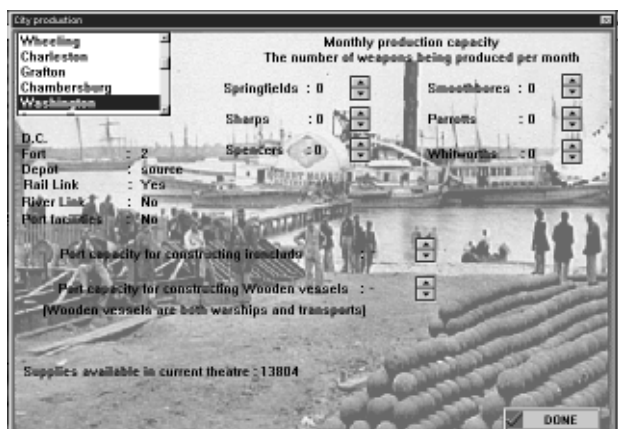 City production
Wheeling
Charleston
Grafton
Chambersburg
Washington
Monthly production capacity
The number of weapons being produced per month
Springfields : 0
Smoothbores : 0
Sharps : 0
Parrotts : 0
Spencers : 0
Whitworths : 0
D.C.
Fort : 2
Depot : source
Rail Link : Yes
River Link : No
Port facilities : No
Port capacity for constructing ironclads :
Port capacity for constructing Wooden vessels : -
(Wooden vessels are both warships and transports)
Supplies available in current theatre : 13804
DONE